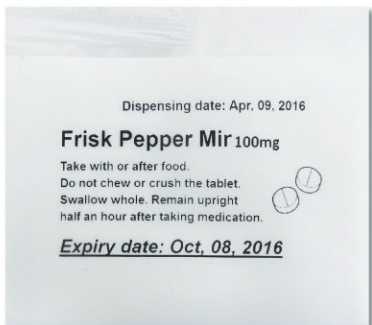 Dispensing date: Apr, 09, 2016
Frisk Pepper Mir 100mg
Take with or after food.
Do not chew or crush the tablet.
Swallow whole. Remain upright
half an hour after taking medication.
Expiry date: Oct, 08, 2016